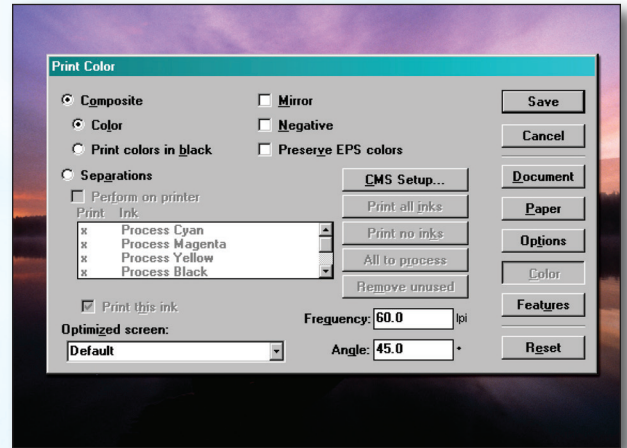 Print Color
Composite
Color
Print colors in black
Separations
Perform on printer
Print Ink
x Process Cyan
x Process Magenta
x Process Yellow
x Process Black
Print this ink
Optimized screen:
Default
Mirror
Negative
Preserve EPS colors
CMS Setup...
Print all inks
Print no inks
All to process
Remove unused
Frequency: 60.0 lpi
Angle: 45.0 °
Save
Cancel
Document
Paper
Options
Color
Features
Reset